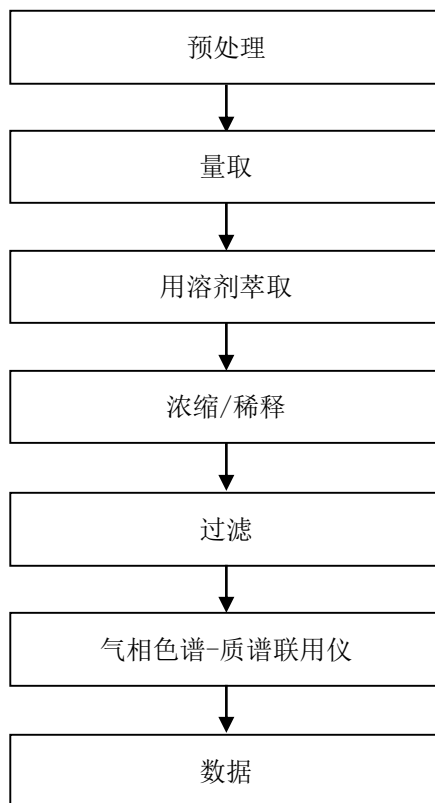 预处理
量取
用溶剂萃取
浓缩/稀释
过滤
气相色谱-质谱联用仪
数据